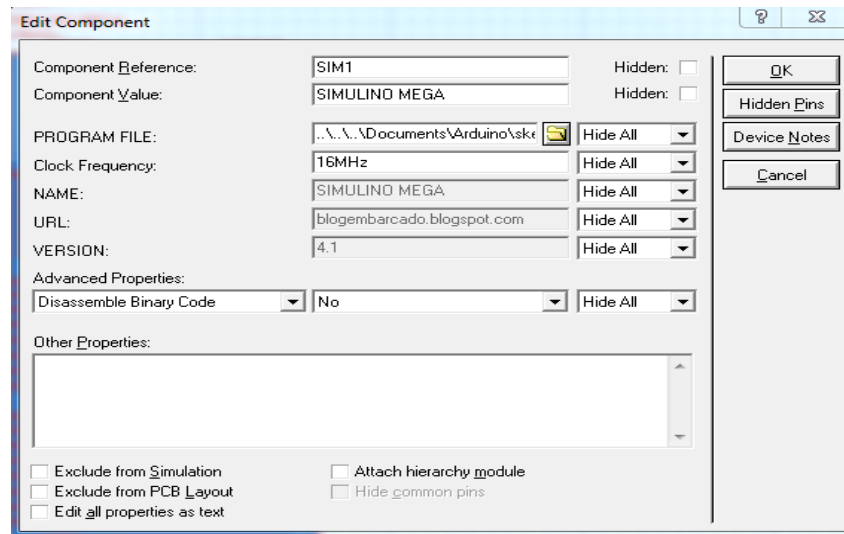 Edit Component
Component Reference: SIM1 Hidden:
Component Value: SIMULINO MEGA Hidden:
PROGRAM FILE: ..\..\..\Documents\Arduino\ske Hide All
Clock Frequency: 16MHz Hide All
NAME: SIMULINO MEGA Hide All
URL: blogembarcado.blogspot.com Hide All
VERSION: 4.1 Hide All
Advanced Properties:
Disassemble Binary Code No Hide All
Other Properties:
Exclude from Simulation Attach hierarchy module
Exclude from PCB Layout Hide common pins
Edit all properties as text
OK
Hidden Pins
Device Notes
Cancel